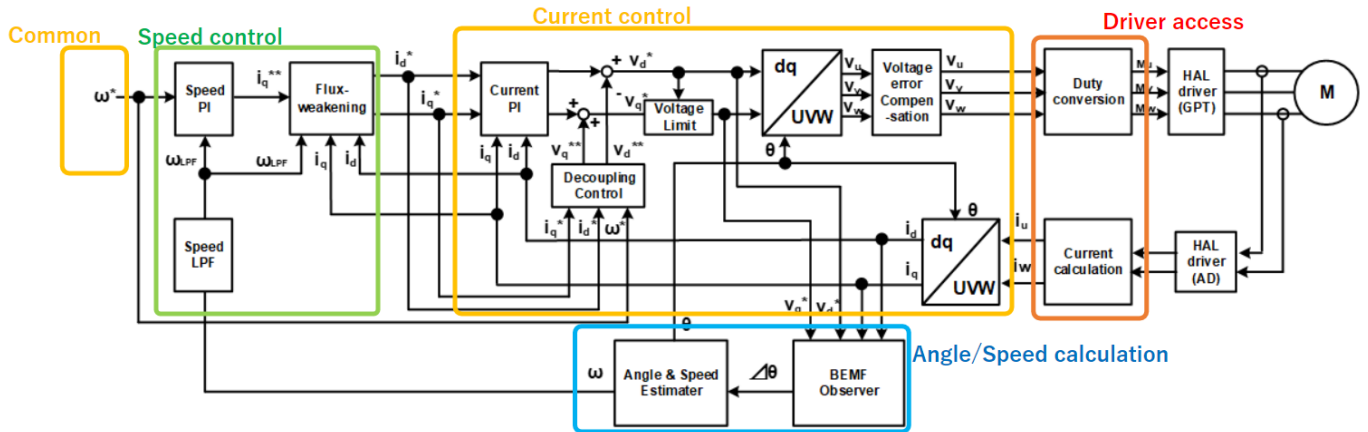 Common
Speed control
Current control
Driver access
ω*
Speed
PI
iq**
Flux-
weakening
id*
iq*
Current
PI
+
vd*
-
+
+
vq*
Voltage
Limit
dq
UVW
Vu
Vv
Vw
Voltage
error
Compen
-sation
Vu
Vv
Vw
Duty
conversion
Mu
Mv
Mw
HAL
driver
(GPT)
M
ωLPF
ωLPF
iq
id
iq
id
vq**
vd**
Decoupling
Control
iq*
id*
ω*
θ
θ
Speed
LPF
id
iq
dq
UVW
iu
iw
Current
calculation
HAL
driver
(AD)
θ
vq*
vd*
Angle/Speed calculation
ω
Angle & Speed
Estimater
⊿θ
BEMF
Observer